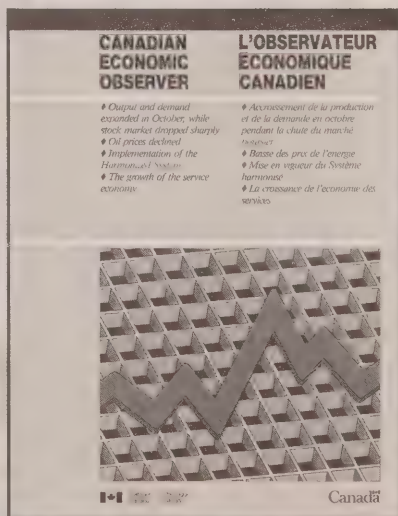 CANADIAN
ECONOMIC
OBSERVER
♦ Output and demand
expanded in October, while
stock market dropped sharply
♦ Oil prices declined
♦ Implementation of the
Harmonized System
♦ The growth of the service
economy
L'OBSERVATEUR
ÉCONOMIQUE
CANADIEN
♦ Accroissement de la production
et de la demande en octobre
pendant la chute du marché
boursier
♦ Baisse des prix de l'énergie
♦ Mise en vigueur du Système
harmonisé
♦ La croissance de l'économie des
services
Canada